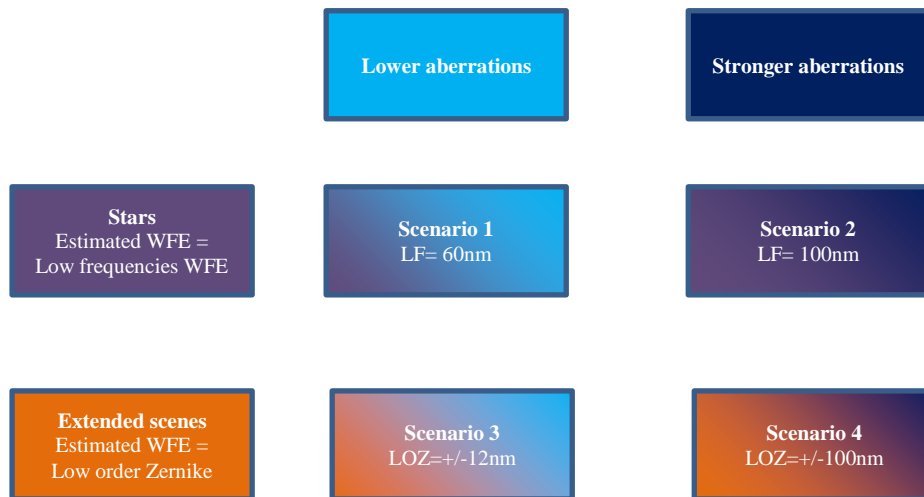 Lower aberrations
Stronger aberrations
Stars
Estimated WFE =
Low frequencies WFE
Scenario 1
LF= 60nm
Scenario 2
LF= 100nm
Extended scenes
Estimated WFE =
Low order Zernike
Scenario 3
LOZ=+/-12nm
Scenario 4
LOZ=+/-100nm